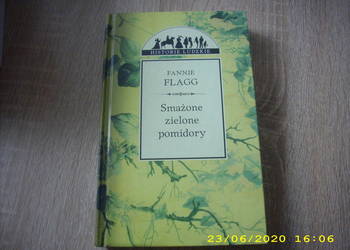 HISTORIE LUDZKIE
FANNIE
FLAGG
Smażone
zielone
pomidory
23/06/2020 16:06